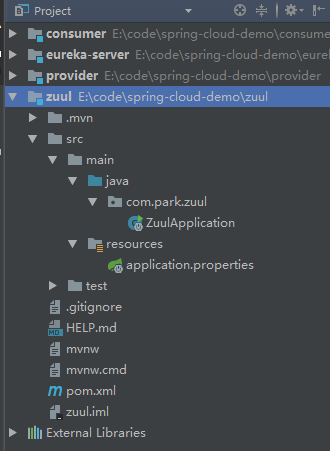 Project
consumer E:\code\spring-cloud-demo\consume
eureka-server E:\code\spring-cloud-demo\eurel
provider E:\code\spring-cloud-demo\provider
zuul E:\code\spring-cloud-demo\zuul
.mvn
src
main
java
com.park.zuul
ZuulApplication
resources
application.properties
test
.gitignore
HELP.md
mvnw
mvnw.cmd
pom.xml
zuul.iml
External Libraries